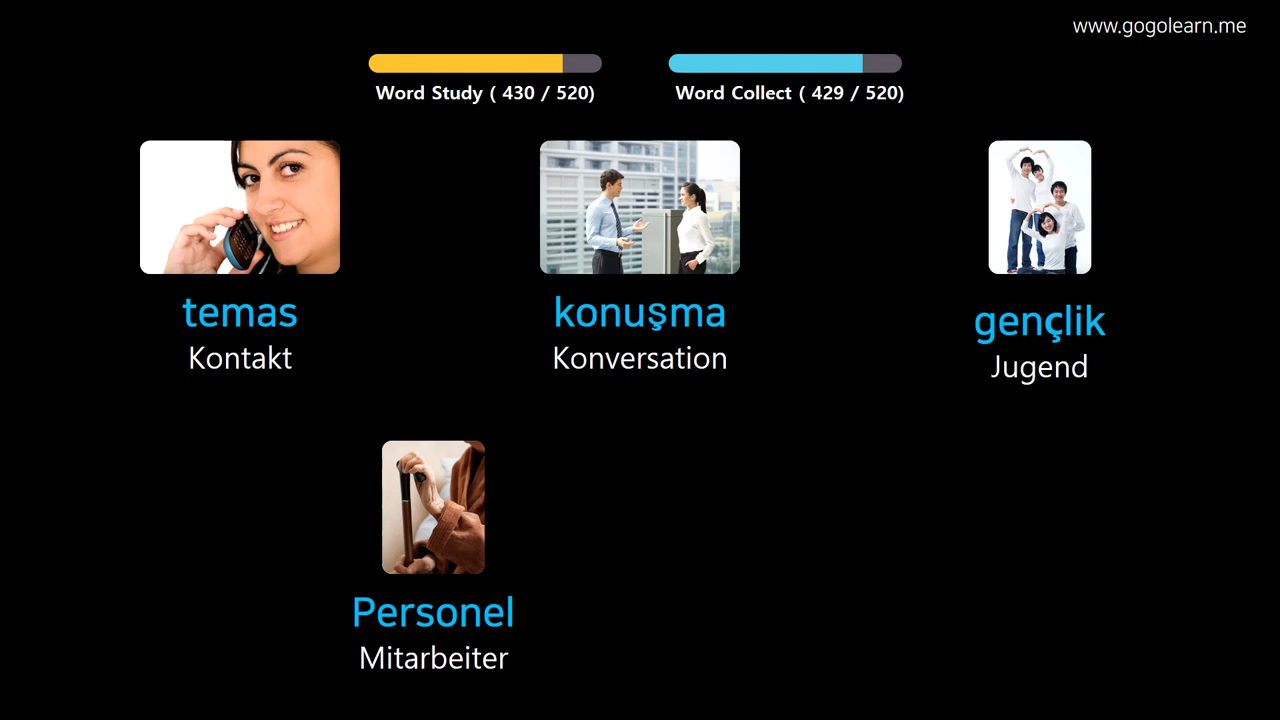 www.gogolearn.me
Word Study ( 430 / 520)
Word Collect ( 429 / 520)
temas
Kontakt
konuşma
Konversation
gençlik
Jugend
Personel
Mitarbeiter